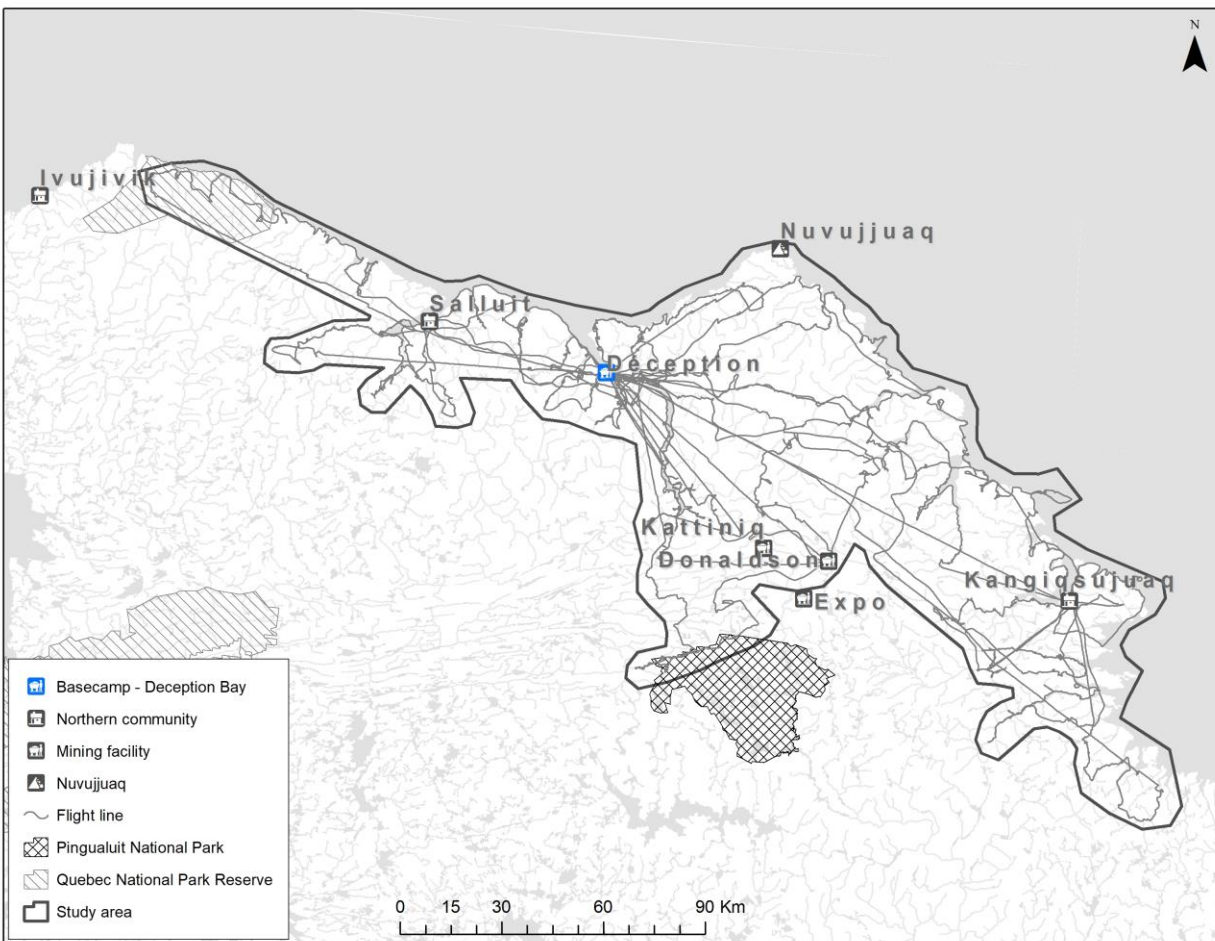 N
Ivujivik
Nuvujjuaq
Salluit
Déception
Kattiniq
Donaldson
Kangiqsujuaq
Expo
Basecamp - Deception Bay
Northern community
Mining facility
Nuvujjuaq
Flight line
Pingualuit National Park
Quebec National Park Reserve
Study area
0 15 30 60 90 Km